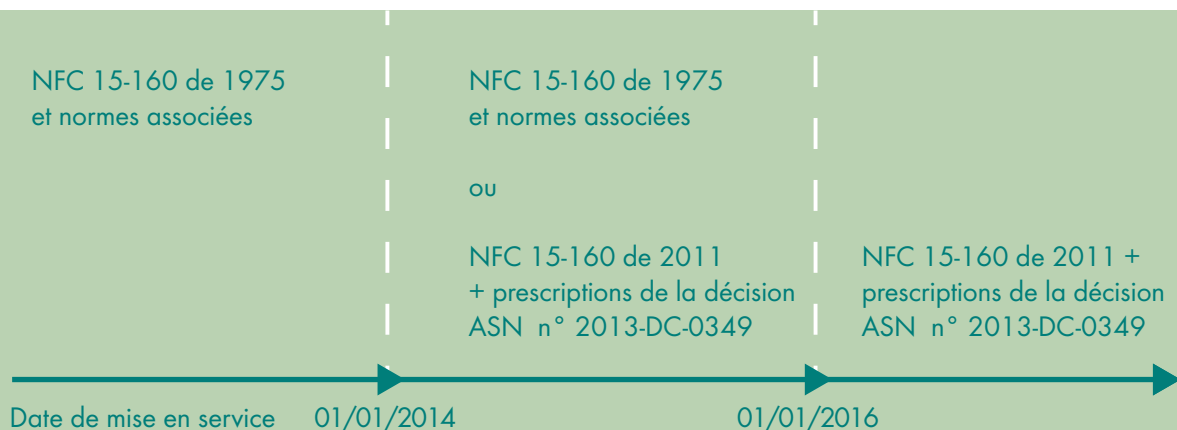 NFC 15-160 de 1975
et normes associées
NFC 15-160 de 1975
et normes associées
ou
NFC 15-160 de 2011
+ prescriptions de la décision
ASN n° 2013-DC-0349
NFC 15-160 de 2011 +
prescriptions de la décision
ASN n° 2013-DC-0349
Date de mise en service
01/01/2014
01/01/2016